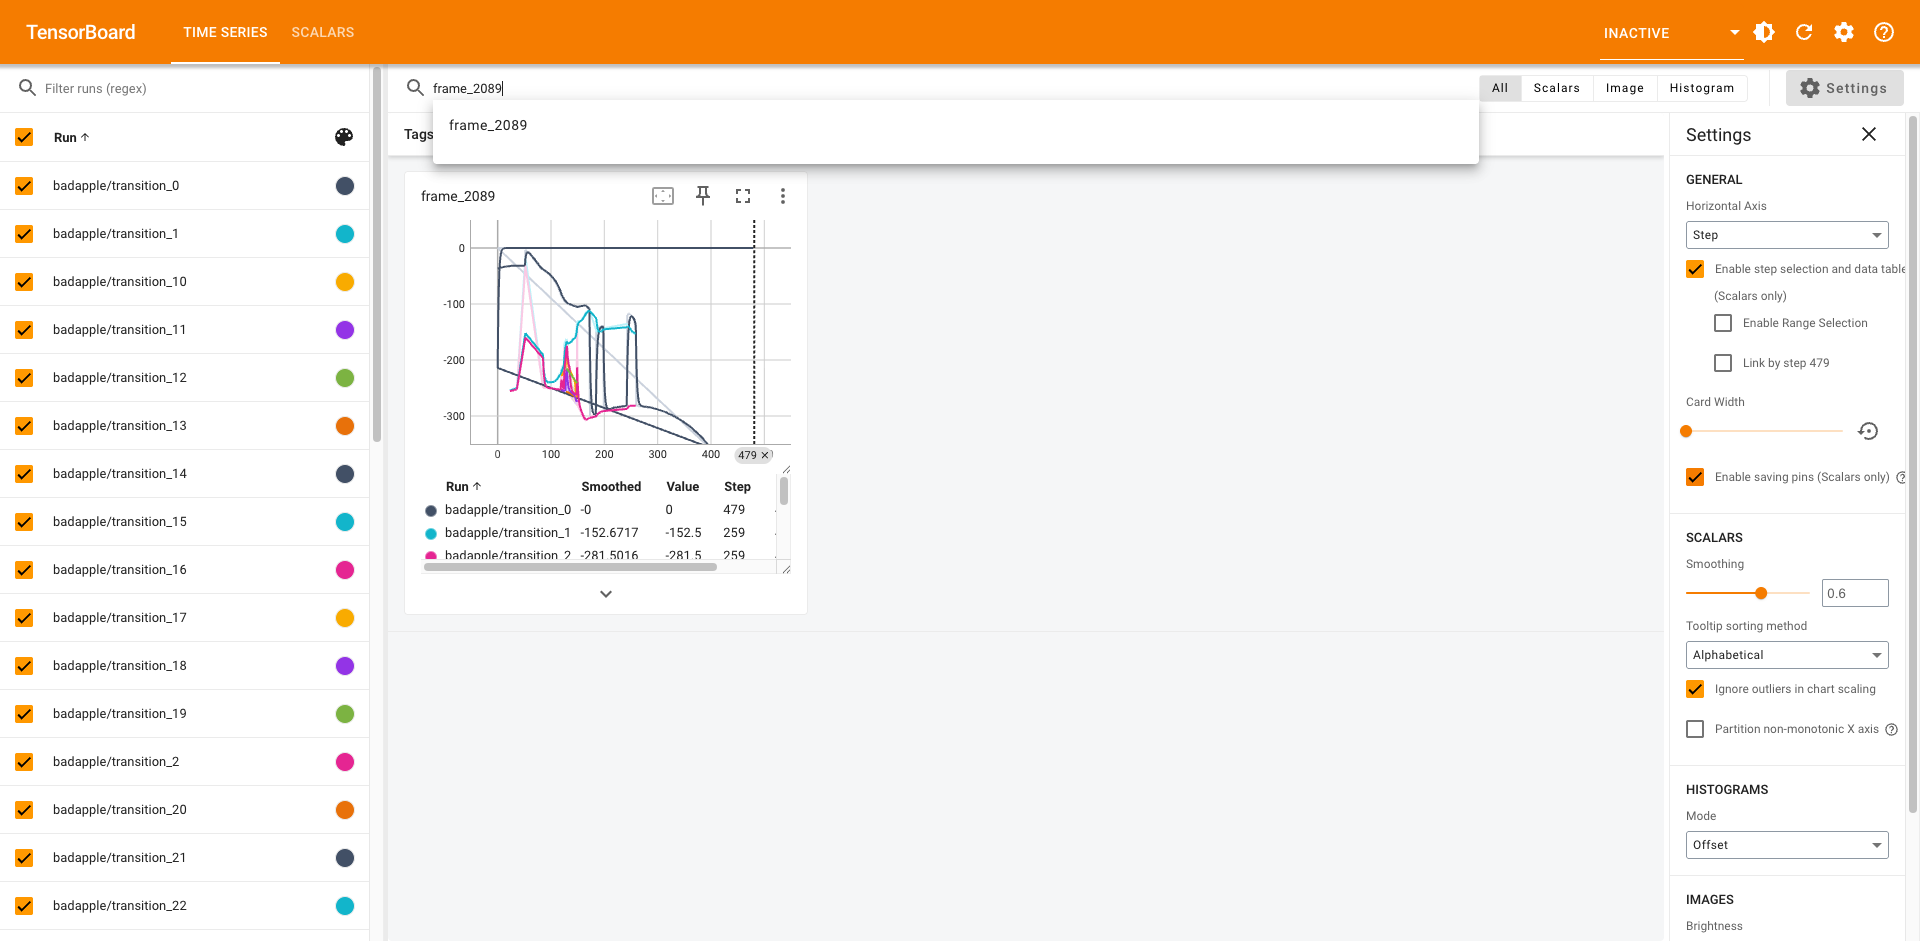 TensorBoard
TIME SERIES
SCALARS
INACTIVE
Filter runs (regex)
frame_2089
All
Scalars
Image
Histogram
Settings
frame_2089
Run
Tags
Settings
badapple/transition_0
badapple/transition_1
badapple/transition_10
badapple/transition_11
badapple/transition_12
badapple/transition_13
badapple/transition_14
badapple/transition_15
badapple/transition_16
badapple/transition_17
badapple/transition_18
badapple/transition_19
badapple/transition_2
badapple/transition_20
badapple/transition_21
badapple/transition_22
frame_2089
0
-100
-200
-300
0 100 200 300 400 479
Run Smoothed Value Step
badapple/transition_0 -0 0 479
badapple/transition_1 -152.6717 -152.5 259
badapple/transition_2 -281.5016 -281.5 259
GENERAL
Horizontal Axis
Step
Enable step selection and data table
(Scalars only)
Enable Range Selection
Link by step 479
Card Width
Enable saving pins (Scalars only)
SCALARS
Smoothing
0.6
Tooltip sorting method
Alphabetical
Ignore outliers in chart scaling
Partition non-monotonic X axis
HISTOGRAMS
Mode
Offset
IMAGES
Brightness